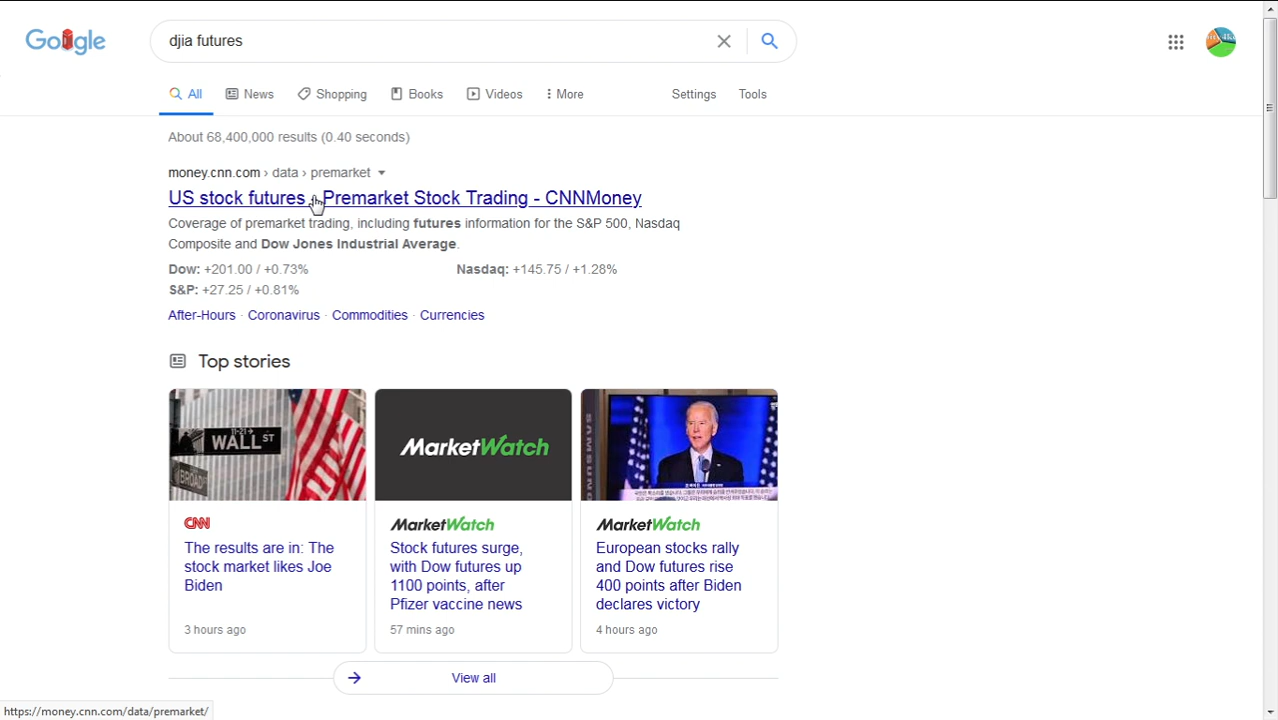 Google
djia futures
All
News
Shopping
Books
Videos
More
Settings
Tools
About 68,400,000 results (0.40 seconds)
money.cnn.com › data › premarket
US stock futures - Premarket Stock Trading - CNNMoney
Coverage of premarket trading, including futures information for the S&P 500, Nasdaq
Composite and Dow Jones Industrial Average.
Dow: +201.00 / +0.73%
Nasdaq: +145.75 / +1.28%
S&P: +27.25 / +0.81%
After-Hours · Coronavirus · Commodities · Currencies
Top stories
WALL ST
11-21
BROAD
MarketWatch
SAMSUN
CNN
The results are in: The
stock market likes Joe
Biden
3 hours ago
MarketWatch
Stock futures surge,
with Dow futures up
1100 points, after
Pfizer vaccine news
57 mins ago
MarketWatch
European stocks rally
and Dow futures rise
400 points after Biden
declares victory
4 hours ago
View all
https://money.cnn.com/data/premarket/